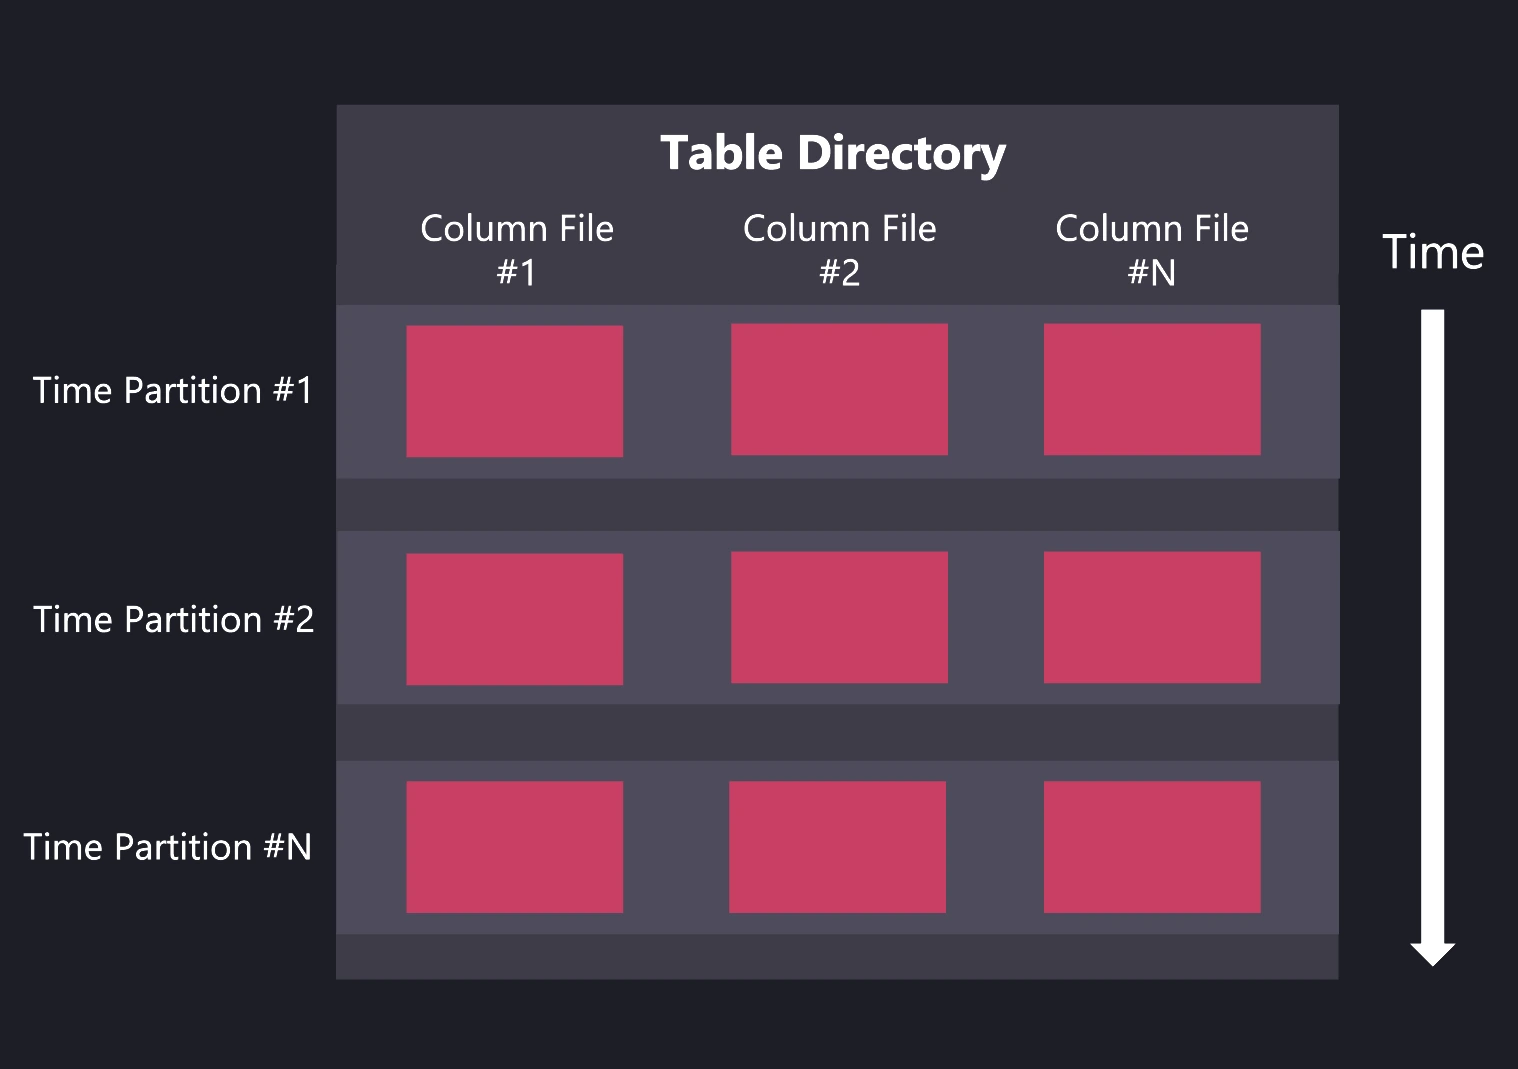 Table Directory
Column File
#1
Column File
#2
Column File
#N
Time
Time Partition #1
Time Partition #2
Time Partition #N